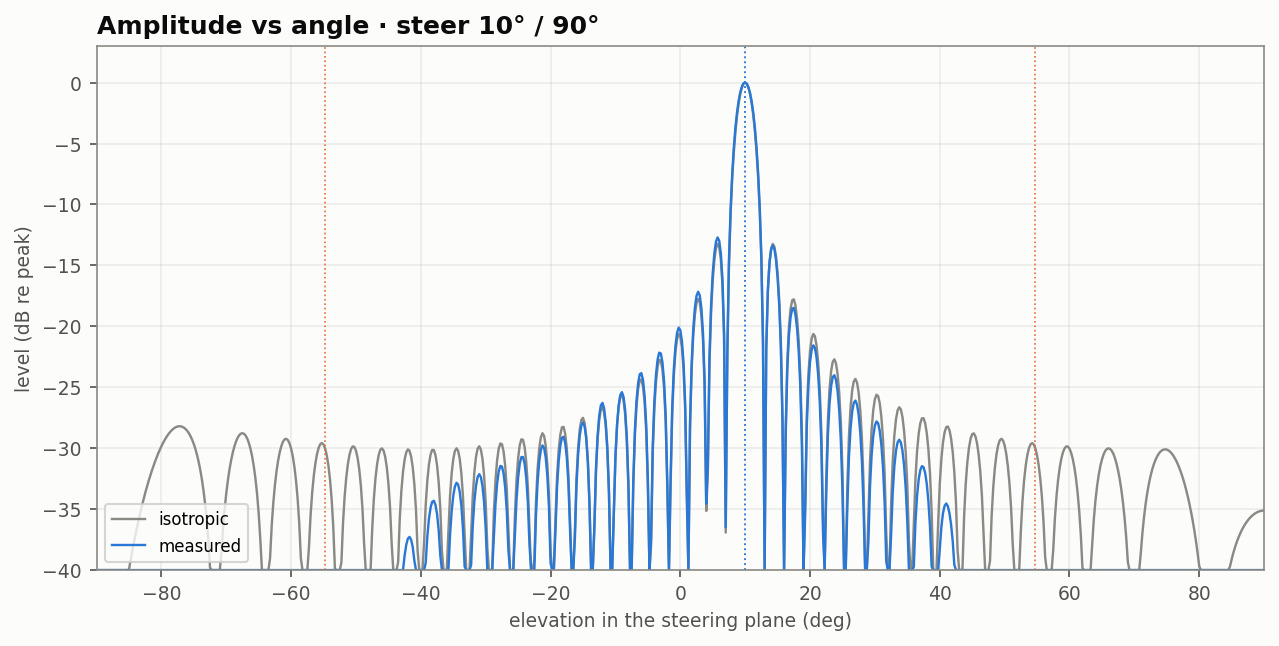 Amplitude vs angle · steer 10° / 90°
level (dB re peak)
0
−5
−10
−15
−20
−25
−30
−35
−40
isotropic
measured
−80 −60 −40 −20 0 20 40 60 80
elevation in the steering plane (deg)